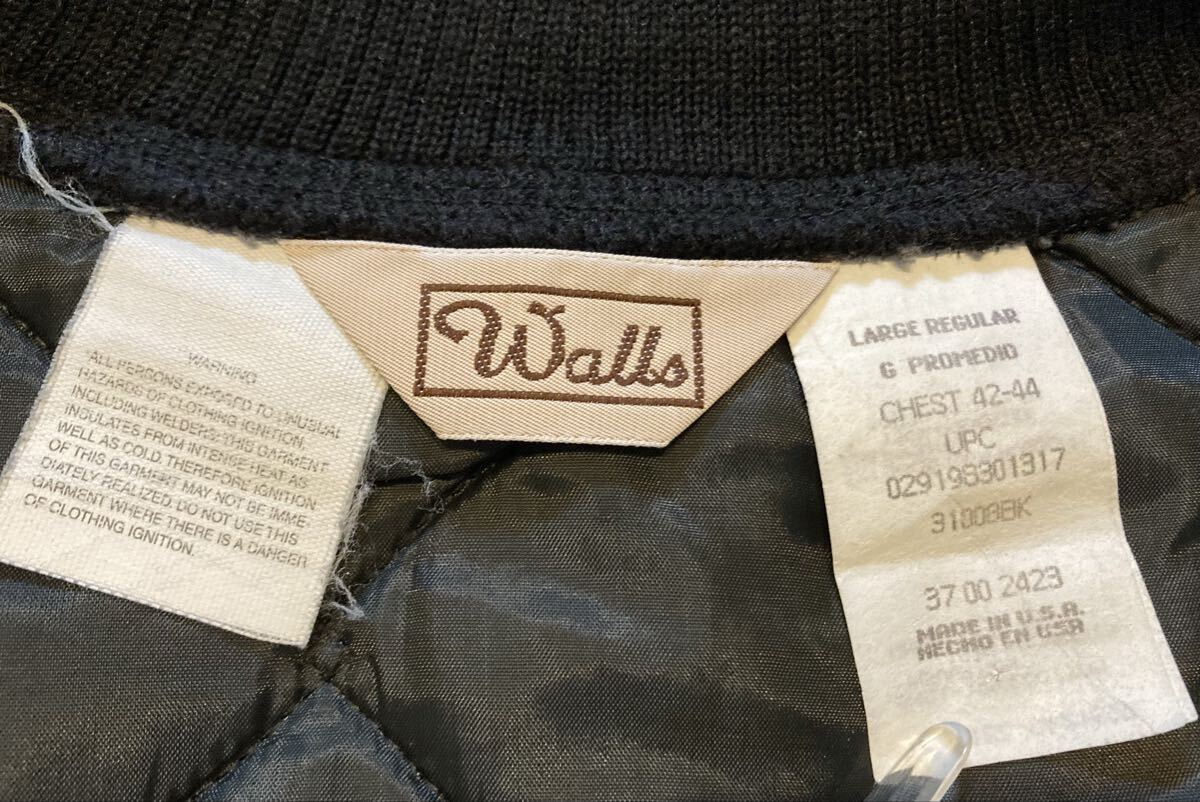 WARNING
ALL PERSONS EXPOSED TO UNUSUAL
HAZARDS OF CLOTHING IGNITION
INCLUDING WELDERS: THIS GARMENT
INSULATES FROM INTENSE HEAT AS
WELL AS COLD. THEREFORE IGNITION
OF THIS GARMENT MAY NOT BE IMME
DIATELY REALIZED. DO NOT USE THIS
GARMENT WHERE THERE IS A DANGER
OF CLOTHING IGNITION.
Walls
LARGE REGULAR
G PROMEDIO
CHEST 42-44
UPC
029198301317
31008BK
37 00 2423
MADE IN U.S.A.
HECHO EN USA